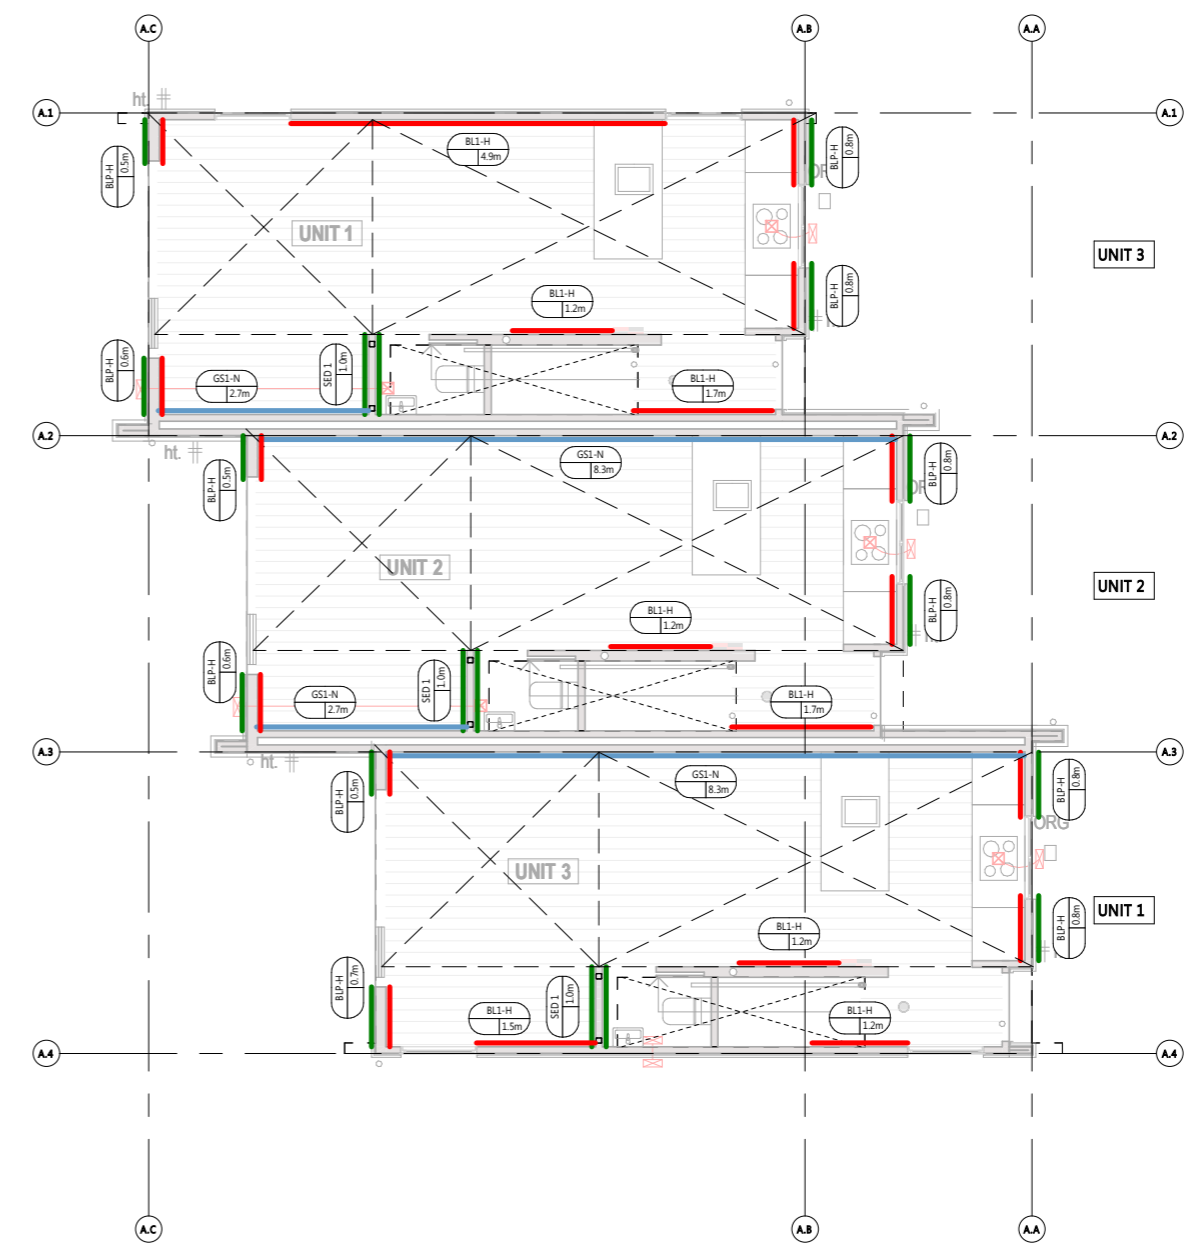 A.C
A.B
A.A
ht.
A.1
A.1
BL1-H
4.9m
BLP-H
0.5m
BLP-H
0.8m
UNIT 1
UNIT 3
BL1-H
1.2m
BLP-H
0.8m
BLP-H
0.6m
SED 1
1.0m
GS1-N
2.7m
BL1-H
1.7m
A.2
A.2
ht.
GS1-N
8.3m
BLP-H
0.5m
BLP-H
0.8m
UNIT 2
UNIT 2
BL1-H
1.2m
BLP-H
0.8m
BLP-H
0.6m
SED 1
1.0m
GS1-N
2.7m
BL1-H
1.7m
A.3
A.3
ht.
GS1-N
8.3m
BLP-H
0.5m
BLP-H
0.8m
ORG
UNIT 3
UNIT 1
BL1-H
1.2m
BLP-H
0.8m
BLP-H
0.7m
SED 1
1.0m
BL1-H
1.5m
BL1-H
1.2m
A.4
A.4
A.C
A.B
A.A